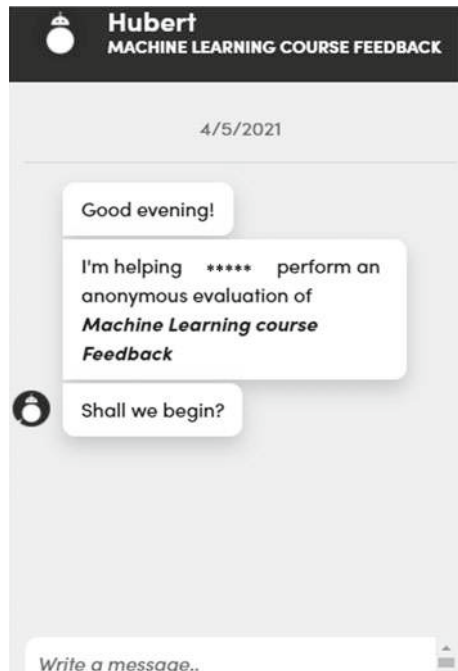 Hubert
MACHINE LEARNING COURSE FEEDBACK
4/5/2021
Good evening!
I'm helping ***** perform an
anonymous evaluation of
Machine Learning course
Feedback
Shall we begin?
Write a message..